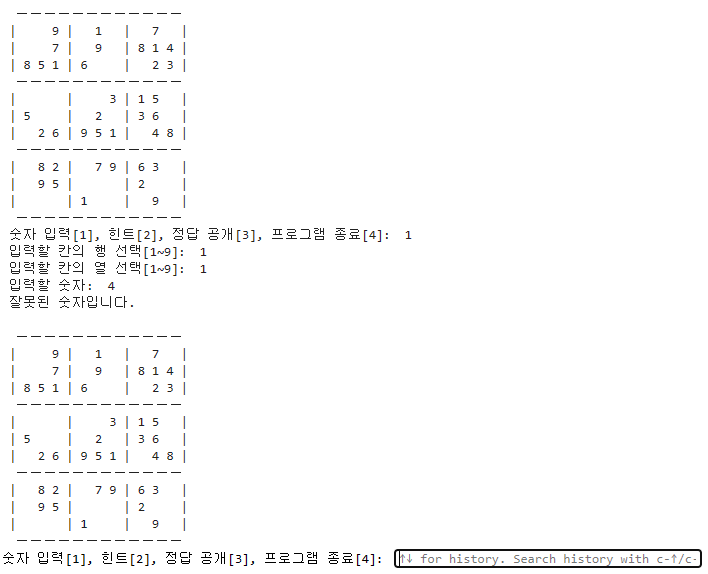 — — — — — — — — — — — —
|     9 |   1   |   7   |
|     7 |   9   | 8 1 4 |
| 8 5 1 | 6     |   2 3 |
— — — — — — — — — — — —
|       |     3 | 1 5   |
| 5     |   2   | 3 6   |
|   2 6 | 9 5 1 |   4 8 |
— — — — — — — — — — — —
|   8 2 |   7 9 | 6 3   |
|   9 5 |       | 2     |
|       | 1     |   9   |
— — — — — — — — — — — —
숫자 입력[1], 힌트[2], 정답 공개[3], 프로그램 종료[4]: 1
입력할 칸의 행 선택[1~9]: 1
입력할 칸의 열 선택[1~9]: 1
입력할 숫자: 4
잘못된 숫자입니다.
— — — — — — — — — — — —
|     9 |   1   |   7   |
|     7 |   9   | 8 1 4 |
| 8 5 1 | 6     |   2 3 |
— — — — — — — — — — — —
|       |     3 | 1 5   |
| 5     |   2   | 3 6   |
|   2 6 | 9 5 1 |   4 8 |
— — — — — — — — — — — —
|   8 2 |   7 9 | 6 3   |
|   9 5 |       | 2     |
|       | 1     |   9   |
— — — — — — — — — — — —
숫자 입력[1], 힌트[2], 정답 공개[3], 프로그램 종료[4]: ↑↓ for history. Search history with c-↑/c-